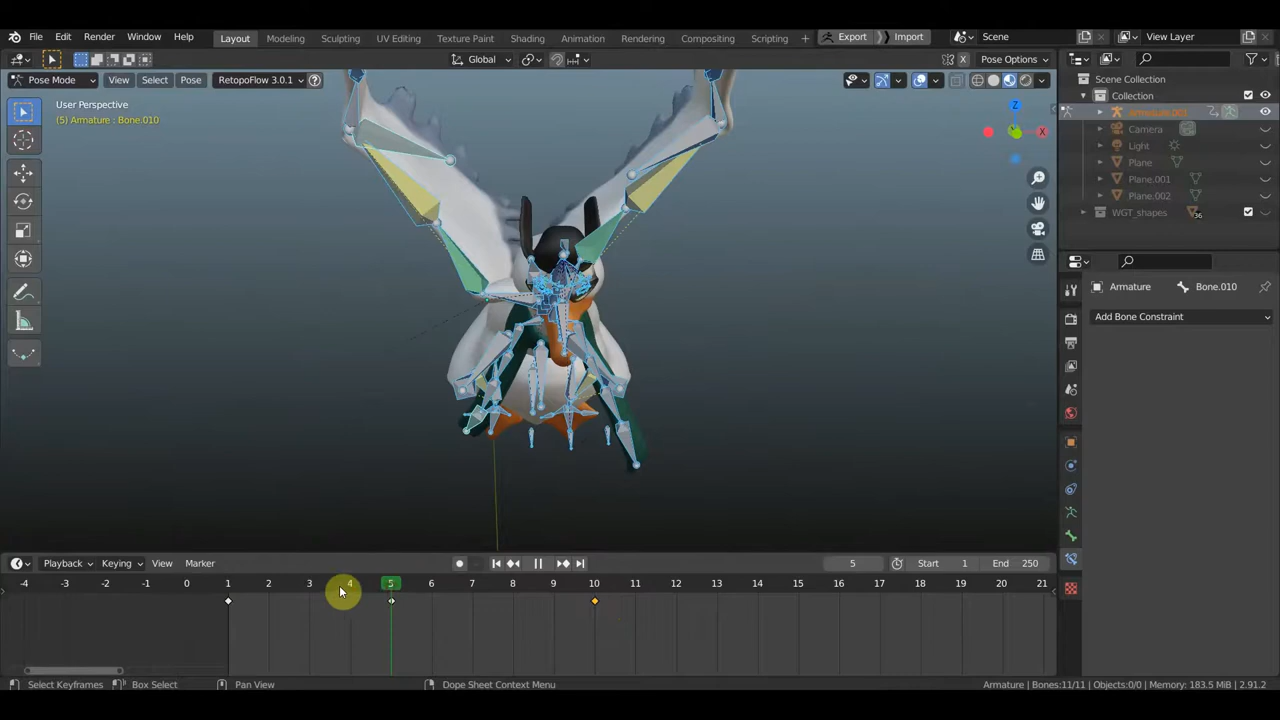 File Edit Render Window Help Layout Modeling Sculpting UV Editing Texture Paint Shading Animation Rendering Compositing Scripting + Export Import Scene View Layer
Global X Pose Options
Pose Mode View Select Pose RetopoFlow 3.0.1
Scene Collection
Collection
Camera
Light
Plane
Plane.001
Plane.002
WGT_shapes 36
User Perspective
(5) Armature : Bone.010
Z
X
Armature Bone.010
Add Bone Constraint
Playback Keying View Marker 5 Start 1 End 250
-4 -3 -2 -1 0 1 2 3 4 5 6 7 8 9 10 11 12 13 14 15 16 17 18 19 20 21
Select Keyframes Box Select Pan View Dope Sheet Context Menu Armature | Bones:11/11 | Objects:0/0 | Memory: 183.5 MiB | 2.91.2